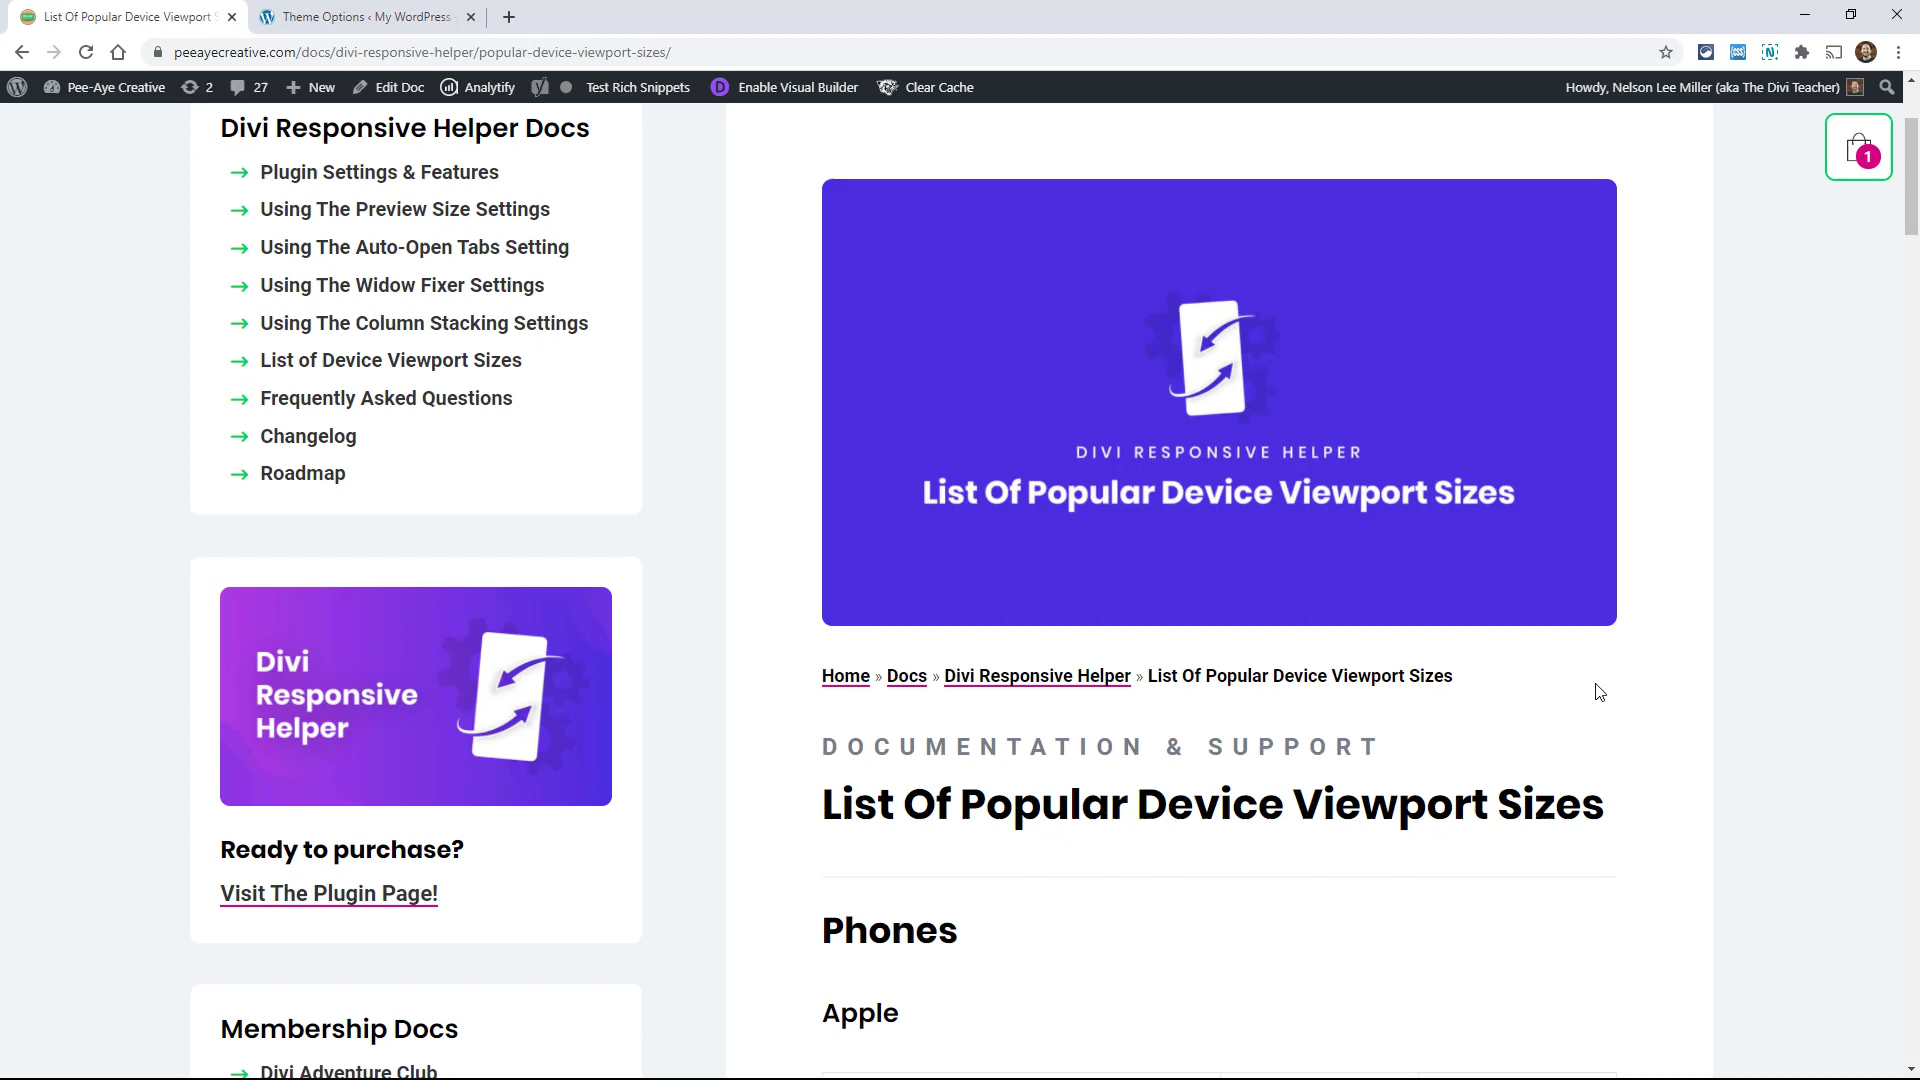 List Of Popular Device Viewport S
Theme Options ‹ My WordPress
peeayecreative.com/docs/divi-responsive-helper/popular-device-viewport-sizes/
Pee-Aye Creative
2
27
New
Edit Doc
Analytify
Test Rich Snippets
D
Enable Visual Builder
Clear Cache
Howdy, Nelson Lee Miller (aka The Divi Teacher)
1
Divi Responsive Helper Docs
Plugin Settings & Features
Using The Preview Size Settings
Using The Auto-Open Tabs Setting
Using The Widow Fixer Settings
Using The Column Stacking Settings
List of Device Viewport Sizes
Frequently Asked Questions
Changelog
Roadmap
Divi
Responsive
Helper
Ready to purchase?
Visit The Plugin Page!
Membership Docs
Divi Adventure Club
DIVI RESPONSIVE HELPER
List Of Popular Device Viewport Sizes
Home » Docs » Divi Responsive Helper » List Of Popular Device Viewport Sizes
DOCUMENTATION & SUPPORT
List Of Popular Device Viewport Sizes
Phones
Apple